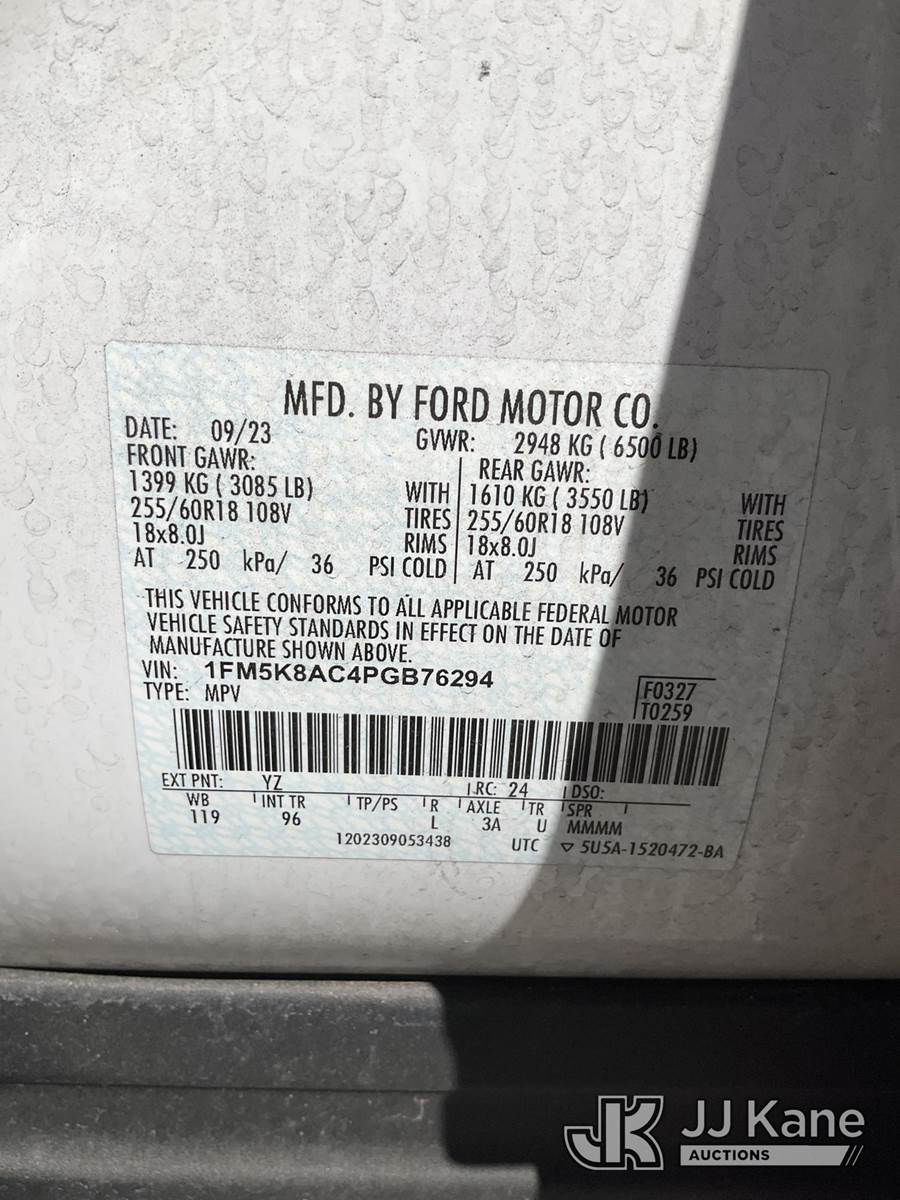 MFD. BY FORD MOTOR CO.
DATE: 09/23 GVWR: 2948 KG ( 6500 LB)
FRONT GAWR: REAR GAWR:
1399 KG ( 3085 LB) WITH 1610 KG ( 3550 LB) WITH
255/60R18 108V TIRES 255/60R18 108V TIRES
18x8.0J RIMS 18x8.0J RIMS
AT 250 kPa/ 36 PSI COLD AT 250 kPa/ 36 PSI COLD
THIS VEHICLE CONFORMS TO ALL APPLICABLE FEDERAL MOTOR
VEHICLE SAFETY STANDARDS IN EFFECT ON THE DATE OF
MANUFACTURE SHOWN ABOVE.
VIN: 1FM5K8AC4PGB76294
TYPE: MPV F0327
T0259
EXT PNT: YZ RC: 24 DSO:
WB INT TR TP/PS R AXLE TR SPR
119 96 L 3A U MMMM
1202309053438 UTC ▽ 5U5A-1520472-BA
JK JJ Kane
AUCTIONS